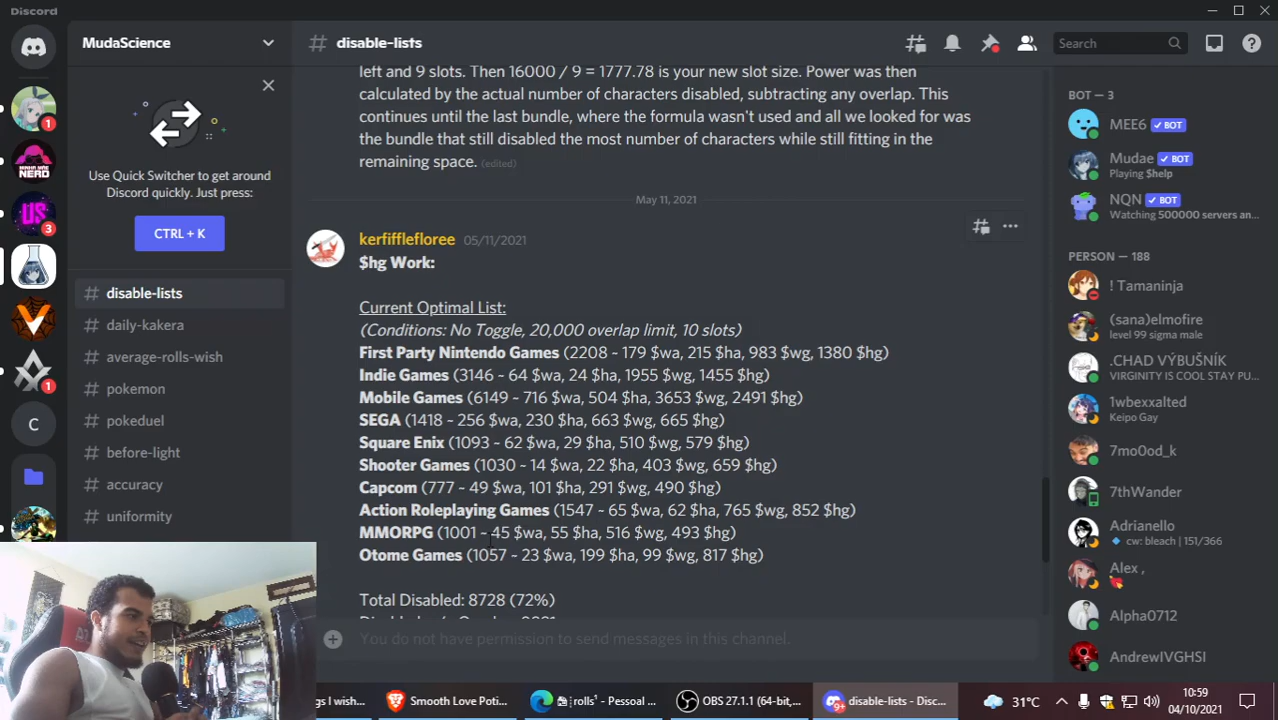 Discord
MudaScience
# disable-lists
Search
Use Quick Switcher to get around
Discord quickly. Just press:
CTRL + K
# disable-lists
# daily-kakera
# average-rolls-wish
# pokemon
# pokeduel
# before-light
# accuracy
# uniformity
1
3
1
C
left and 9 slots. Then 16000 / 9 = 1777.78 is your new slot size. Power was then
calculated by the actual number of characters disabled, subtracting any overlap. This
continues until the last bundle, where the formula wasn't used and all we looked for was
the bundle that still disabled the most number of characters while still fitting in the
remaining space. (edited)
May 11, 2021
kerfifflefloree 05/11/2021
$hg Work:
Current Optimal List:
(Conditions: No Toggle, 20,000 overlap limit, 10 slots)
First Party Nintendo Games (2208 - 179 $wa, 215 $ha, 983 $wg, 1380 $hg)
Indie Games (3146 - 64 $wa, 24 $ha, 1955 $wg, 1455 $hg)
Mobile Games (6149 - 716 $wa, 504 $ha, 3653 $wg, 2491 $hg)
SEGA (1418 - 256 $wa, 230 $ha, 663 $wg, 665 $hg)
Square Enix (1093 - 62 $wa, 29 $ha, 510 $wg, 579 $hg)
Shooter Games (1030 - 14 $wa, 22 $ha, 403 $wg, 659 $hg)
Capcom (777 - 49 $wa, 101 $ha, 291 $wg, 490 $hg)
Action Roleplaying Games (1547 - 65 $wa, 62 $ha, 765 $wg, 852 $hg)
MMORPG (1001 - 45 $wa, 55 $ha, 516 $wg, 493 $hg)
Otome Games (1057 - 23 $wa, 199 $ha, 99 $wg, 817 $hg)
Total Disabled: 8728 (72%)
You do not have permission to send messages in this channel.
BOT — 3
MEE6 BOT
Mudae BOT
Playing $help
NQN BOT
Watching 500000 servers an...
PERSON — 188
! Tamaninja
(sana)elmofire
level 99 sigma male
.CHAD VÝBUŠNÍK
VIRGINITY IS COOL STAY PU...
1wbexxalted
Keipo Gay
7mo0od_k
7thWander
Adrianello
cw: bleach | 151/366
Alex ,
Alpha0712
AndrewIVGHSI
gs I wish...
Smooth Love Poti...
rolls¹ - Pessoal ...
OBS 27.1.1 (64-bit,...
disable-lists - Disc...
31°C
10:59
04/10/2021